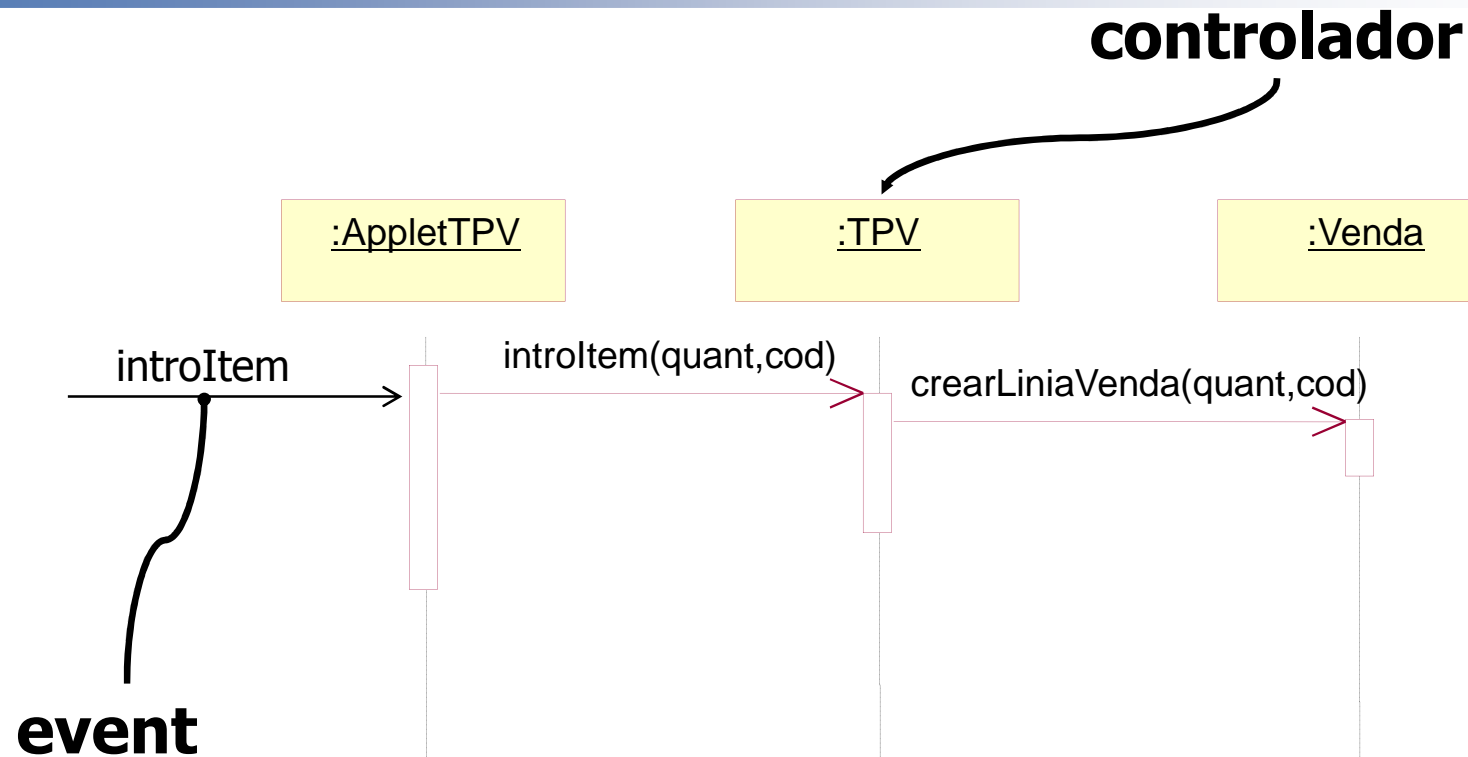 controlador
:AppletTPV
:TPV
:Venda
introItem
introItem(quant,cod)
crearLiniaVenda(quant,cod)
event